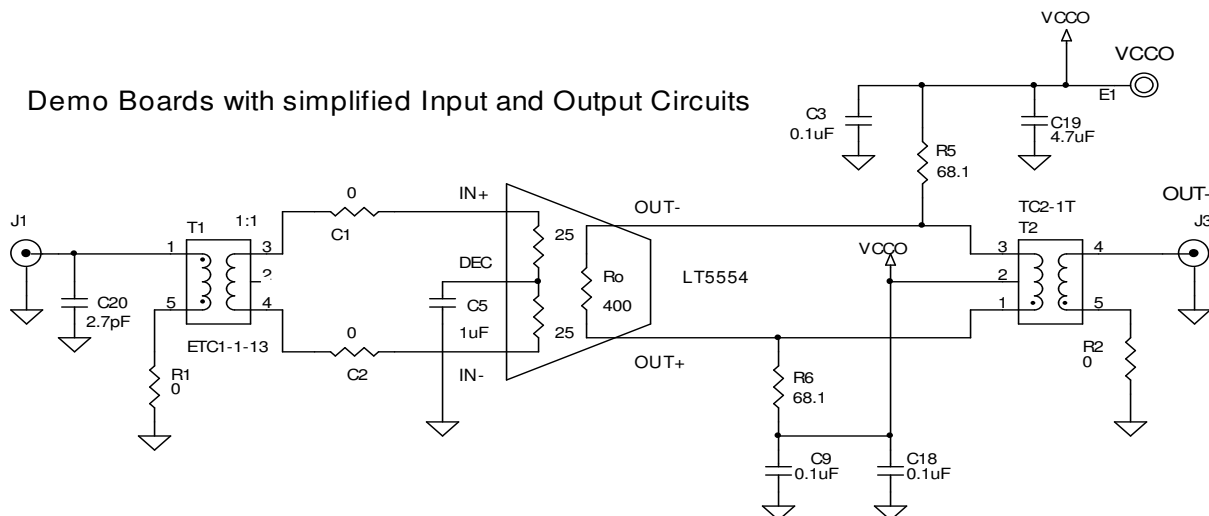 VCCO
VCCO
E1
Demo Boards with simplified Input and Output Circuits
C3
0.1uF
C19
4.7uF
R5
68.1
J1
T1
1:1
0
C1
IN+
OUT-
TC2-1T
T2
OUT-
J3
1
3
2
5
4
C20
2.7pF
ETC1-1-13
R1
0
0
C2
DEC
C5
1uF
IN-
25
25
Ro
400
LT5554
VCCO
OUT+
3
2
1
4
5
R2
0
R6
68.1
C9
0.1uF
C18
0.1uF